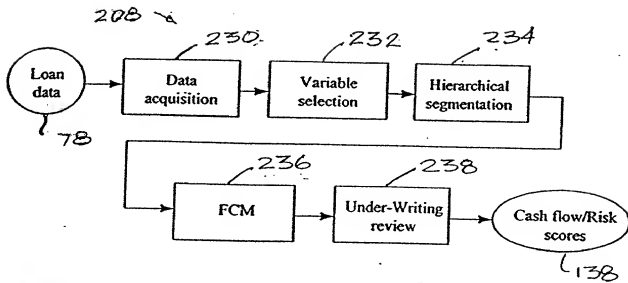 208
230
232
234
Loan
data
Data
acquisition
Variable
selection
Hierarchical
segmentation
78
236
238
FCM
Under-Writing
review
Cash flow/Risk
scores
138